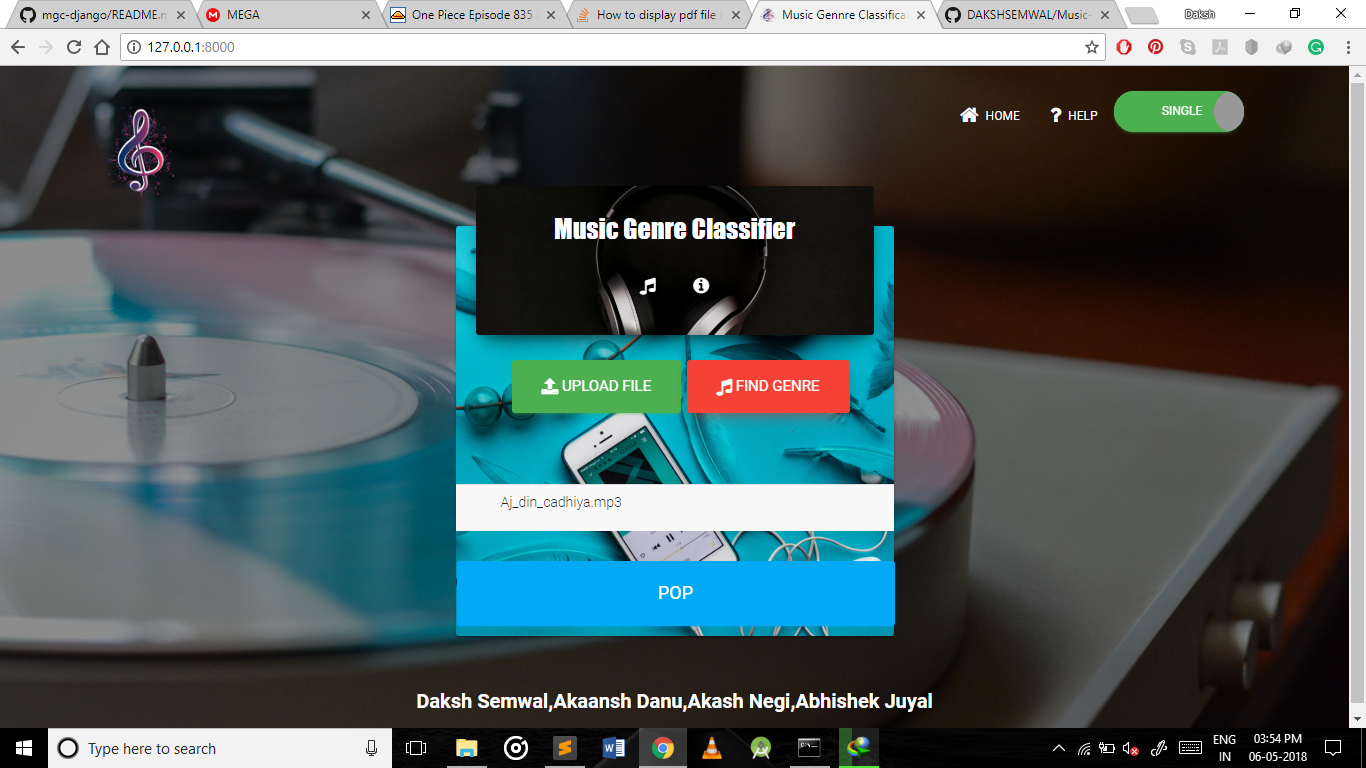 mgc-django/README.m
MEGA
One Piece Episode 835
How to display pdf file i
Music Gennre Classifica
DAKSHSEMWAL/Music-
Daksh
127.0.0.1:8000
HOME
HELP
SINGLE
Music Genre Classifier
UPLOAD FILE
FIND GENRE
Aj_din_cadhiya.mp3
POP
Daksh Semwal,Akaansh Danu,Akash Negi,Abhishek Juyal
Type here to search
ENG
IN
03:54 PM
06-05-2018